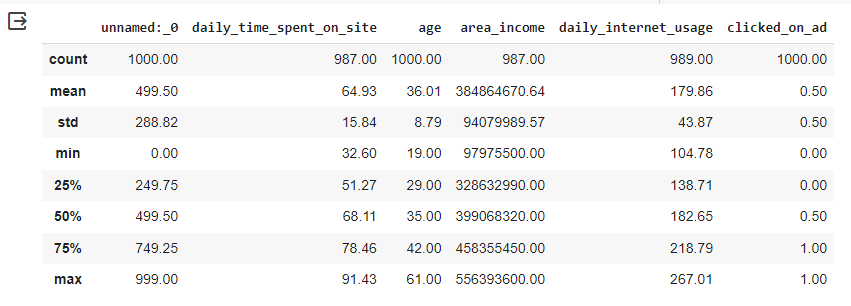 unnamed:_0 daily_time_spent_on_site age area_income daily_internet_usage clicked_on_ad
count 1000.00 987.00 1000.00 987.00 989.00 1000.00
mean 499.50 64.93 36.01 384864670.64 179.86 0.50
std 288.82 15.84 8.79 94079989.57 43.87 0.50
min 0.00 32.60 19.00 97975500.00 104.78 0.00
25% 249.75 51.27 29.00 328632990.00 138.71 0.00
50% 499.50 68.11 35.00 399068320.00 182.65 0.50
75% 749.25 78.46 42.00 458355450.00 218.79 1.00
max 999.00 91.43 61.00 556393600.00 267.01 1.00